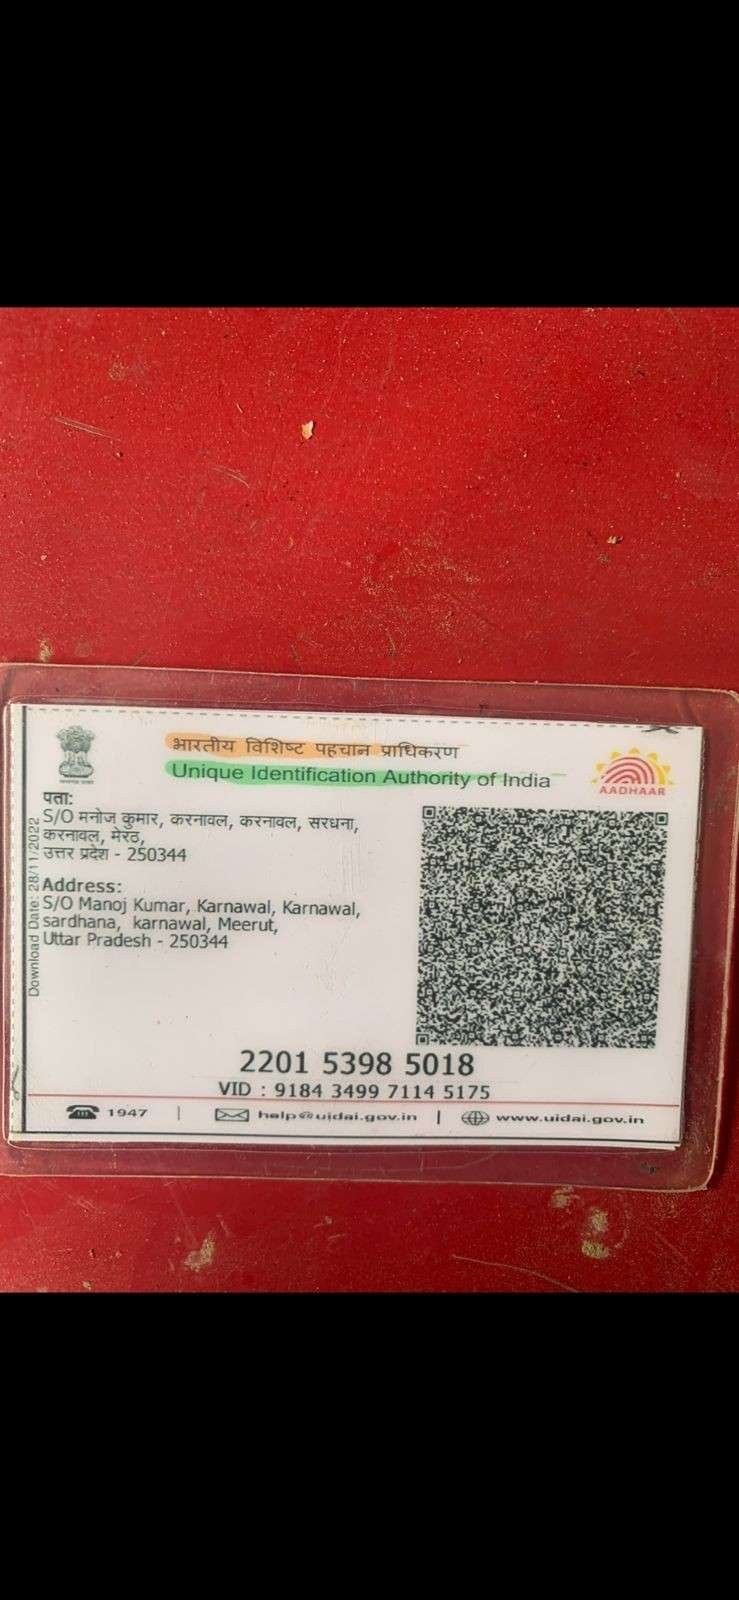 भारतीय विशिष्ट पहचान प्राधिकरण
Unique Identification Authority of India
AADHAAR
पता:
S/O मनोज कुमार, करनावल, करनावल, सरधना,
करनावल, मेरठ,
उत्तर प्रदेश - 250344
Address:
S/O Manoj Kumar, Karnawal, Karnawal,
sardhana, karnawal, Meerut,
Uttar Pradesh - 250344
Download Date: 28/11/2022
2201 5398 5018
VID : 9184 3499 7114 5175
1947 | help@uidai.gov.in | www.uidai.gov.in